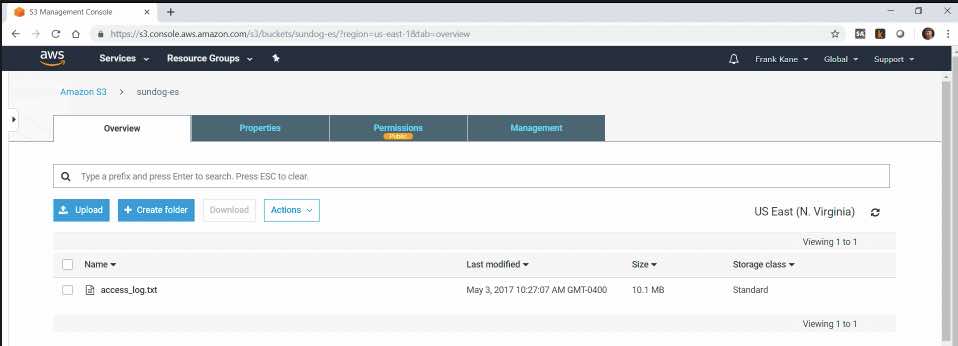 S3 Management Console
https://s3.console.aws.amazon.com/s3/buckets/sundog-es/?region=us-east-1&tab=overview
aws Services Resource Groups Frank Kane Global Support
Amazon S3 > sundog-es
Overview Properties Permissions Management
Public
Type a prefix and press Enter to search. Press ESC to clear.
Upload + Create folder Download Actions US East (N. Virginia)
Viewing 1 to 1
Name Last modified Size Storage class
access_log.txt May 3, 2017 10:27:07 AM GMT-0400 10.1 MB Standard
Viewing 1 to 1